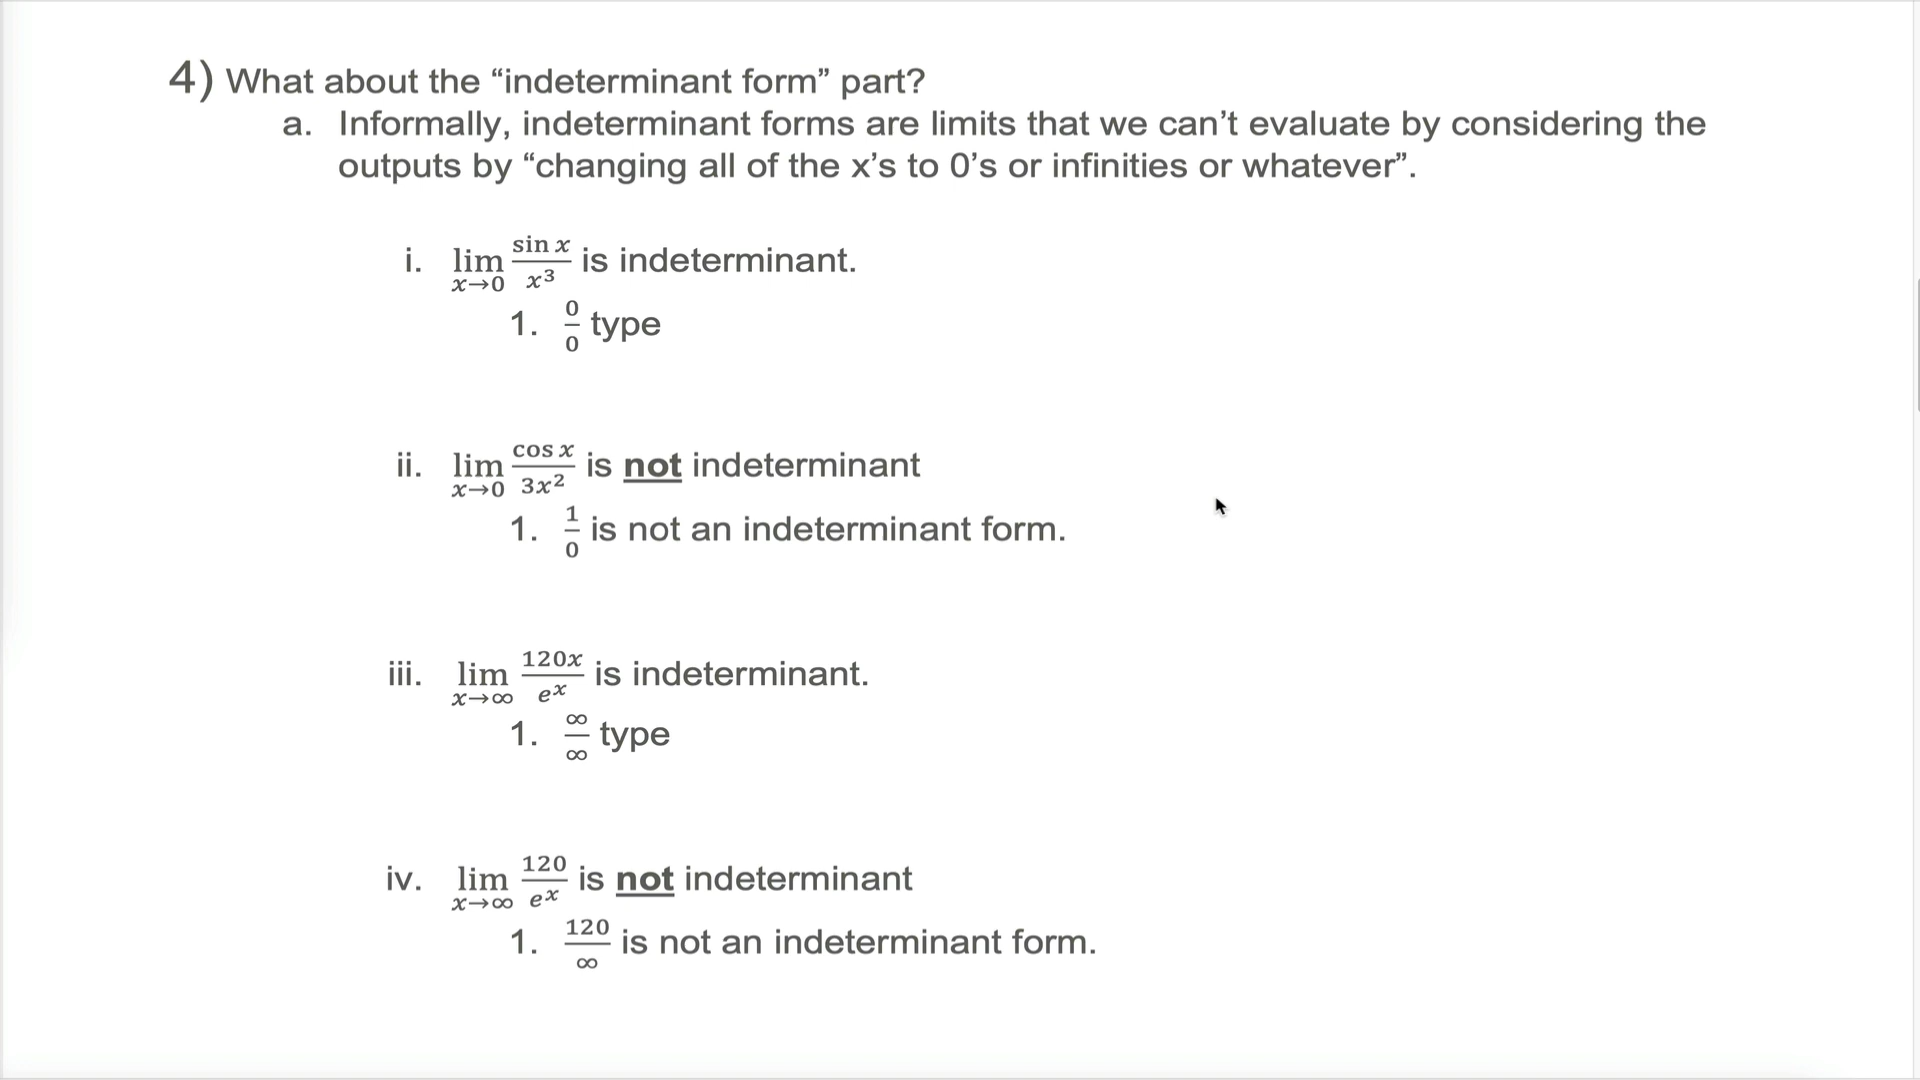 4) What about the “indeterminant form” part?
a. Informally, indeterminant forms are limits that we can’t evaluate by considering the
outputs by “changing all of the x’s to 0’s or infinities or whatever”.
i. lim x→0 sin x / x³ is indeterminant.
1. 0/0 type
ii. lim x→0 cos x / 3x² is not indeterminant
1. 1/0 is not an indeterminant form.
iii. lim x→∞ 120x / eˣ is indeterminant.
1. ∞/∞ type
iv. lim x→∞ 120 / eˣ is not indeterminant
1. 120/∞ is not an indeterminant form.